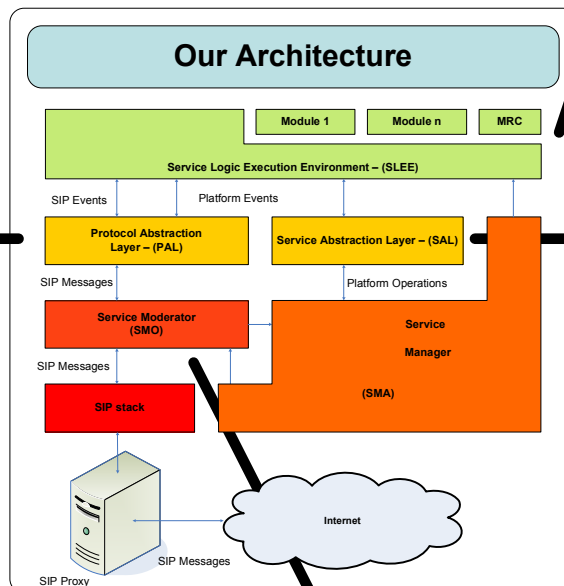 Our Architecture
Module 1
Module n
MRC
Service Logic Execution Environment – (SLEE)
SIP Events
Platform Events
Protocol Abstraction
Layer – (PAL)
Service Abstraction Layer – (SAL)
SIP Messages
Platform Operations
Service Moderator
(SMO)
Service
Manager
(SMA)
SIP Messages
SIP stack
Internet
SIP Messages
SIP Proxy